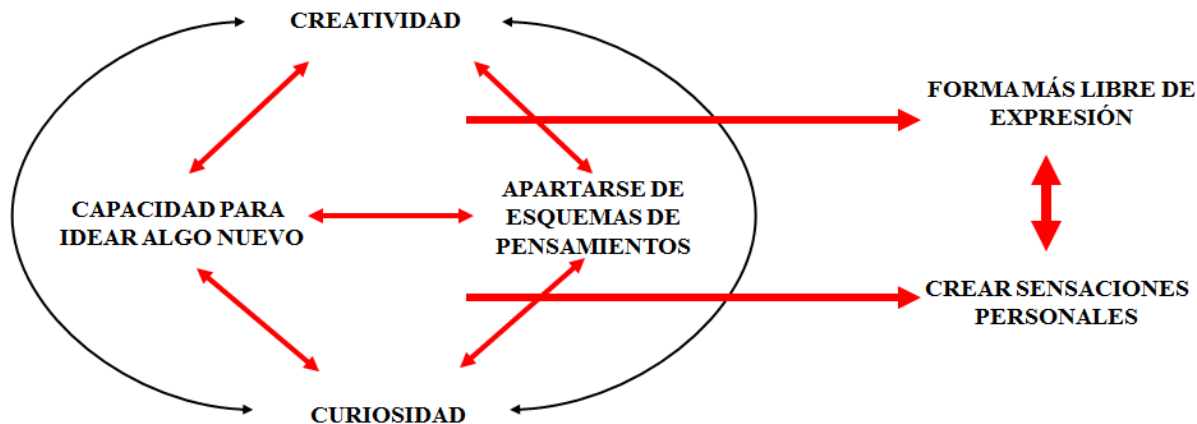 CREATIVIDAD
FORMA MÁS LIBRE DE
EXPRESIÓN
CAPACIDAD PARA
IDEAR ALGO NUEVO
APARTARSE DE
ESQUEMAS DE
PENSAMIENTOS
CREAR SENSACIONES
PERSONALES
CURIOSIDAD